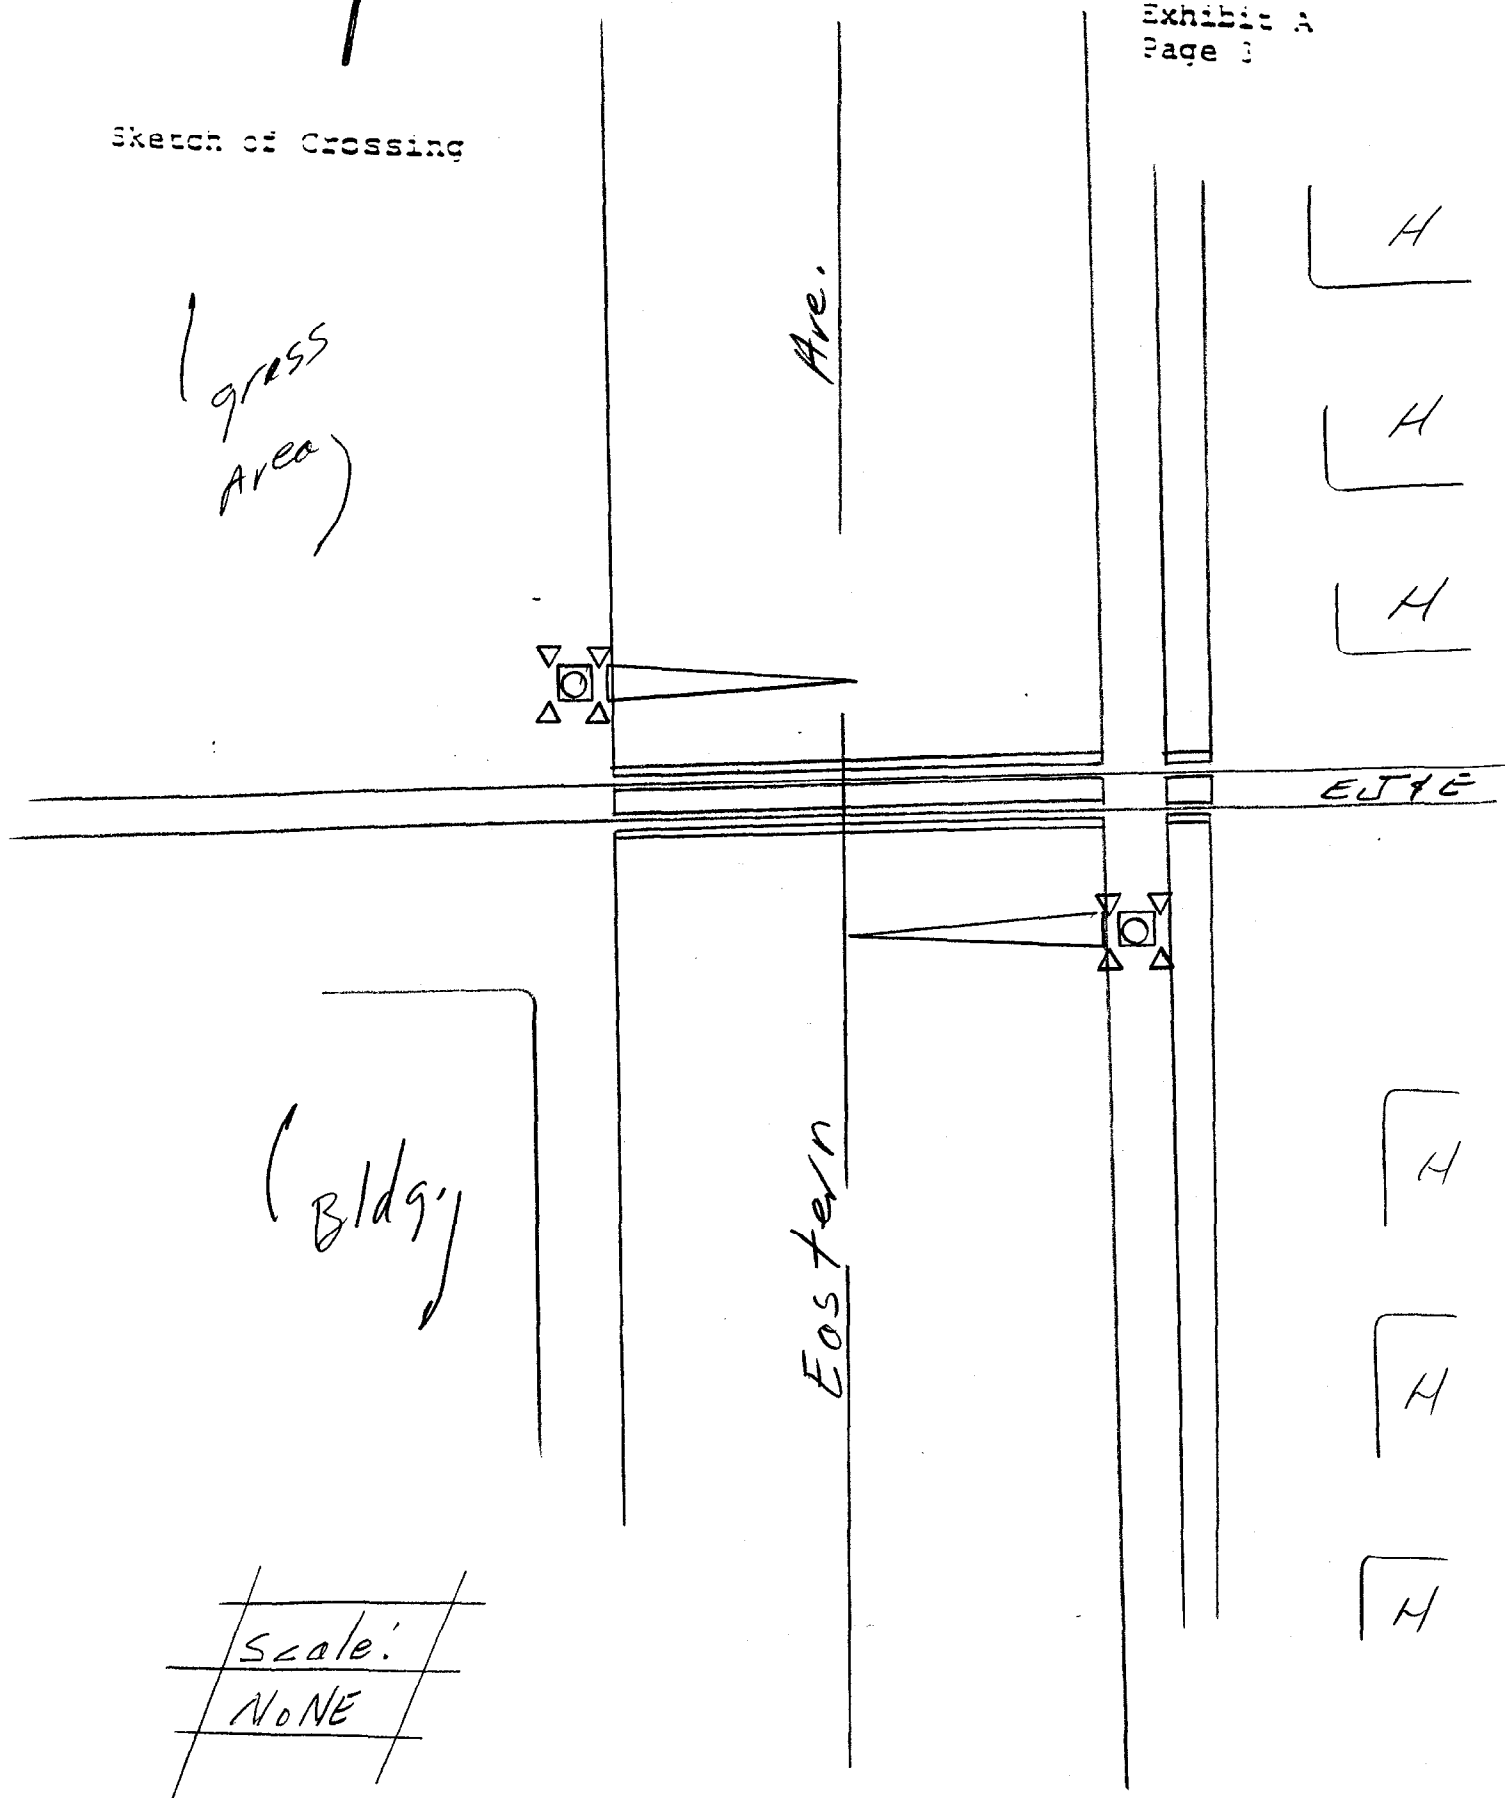 Exhibit A
Page 3
Sketch of Crossing
H
Ave.
(grass
Area)
H
H
EJ&E
Eastern
(Bldg.)
H
H
H
Scale:
NONE